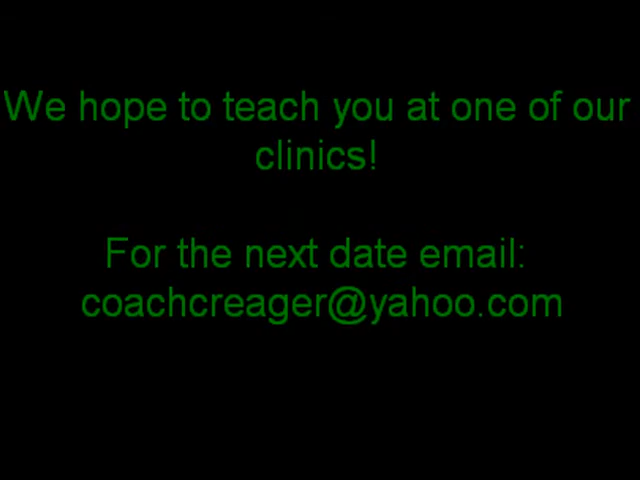 We hope to teach you at one of our
clinics!
For the next date email:
coachcreager@yahoo.com